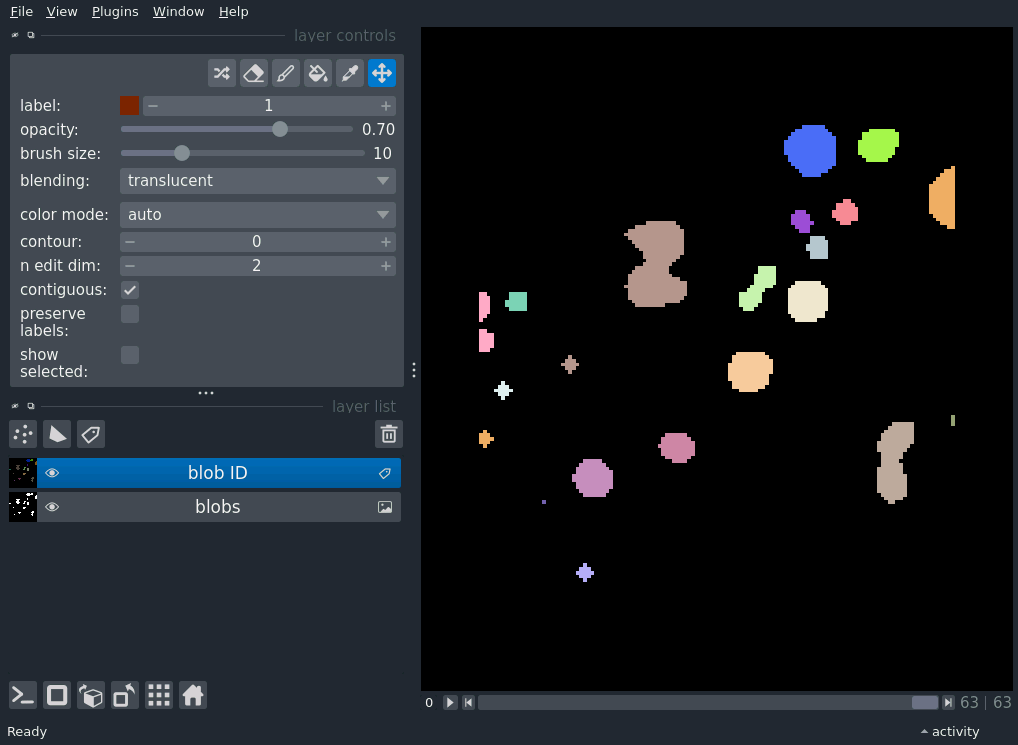 File View Plugins Window Help
layer controls
label: 1
opacity: 0.70
brush size: 10
blending: translucent
color mode: auto
contour: 0
n edit dim: 2
contiguous:
preserve
labels:
show
selected:
layer list
blob ID
blobs
0 63 | 63
Ready activity